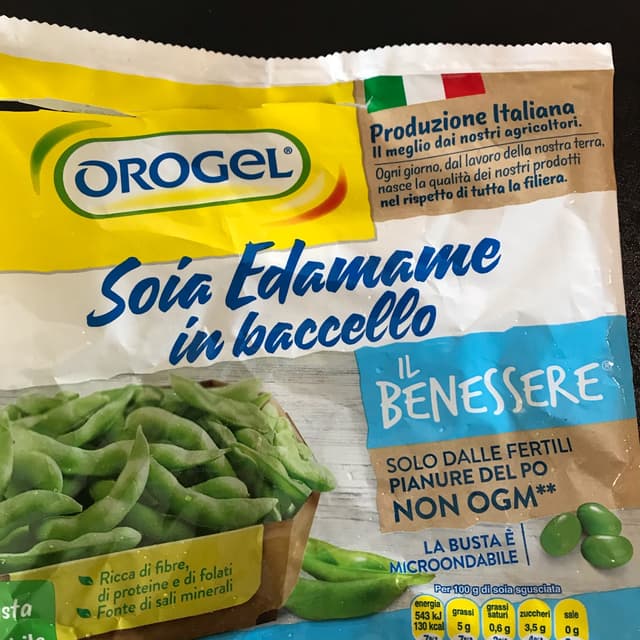 OROGEL®
Produzione Italiana
Il meglio dai nostri agricoltori.
Ogni giorno, dal lavoro della nostra terra,
nasce la qualità dei nostri prodotti
nel rispetto di tutta la filiera.
Soia Edamame
in baccello
IL
BENESSERE®
SOLO DALLE FERTILI
PIANURE DEL PO
NON OGM**
LA BUSTA È
MICROONDABILE
Ricca di fibre,
di proteine e di folati
Fonte di sali minerali
Per 100 g di soia sgusciata
energia
543 kJ
130 kcal
grassi
5 g
grassi
saturi
0,6 g
zuccheri
3,5 g
sale
0 g